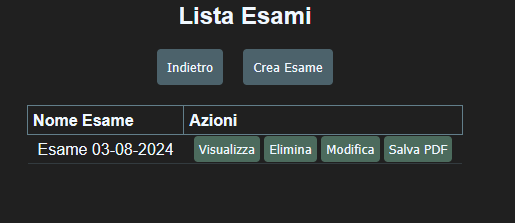 Lista Esami
Indietro Crea Esame
Nome Esame Azioni
Esame 03-08-2024 Visualizza Elimina Modifica Salva PDF